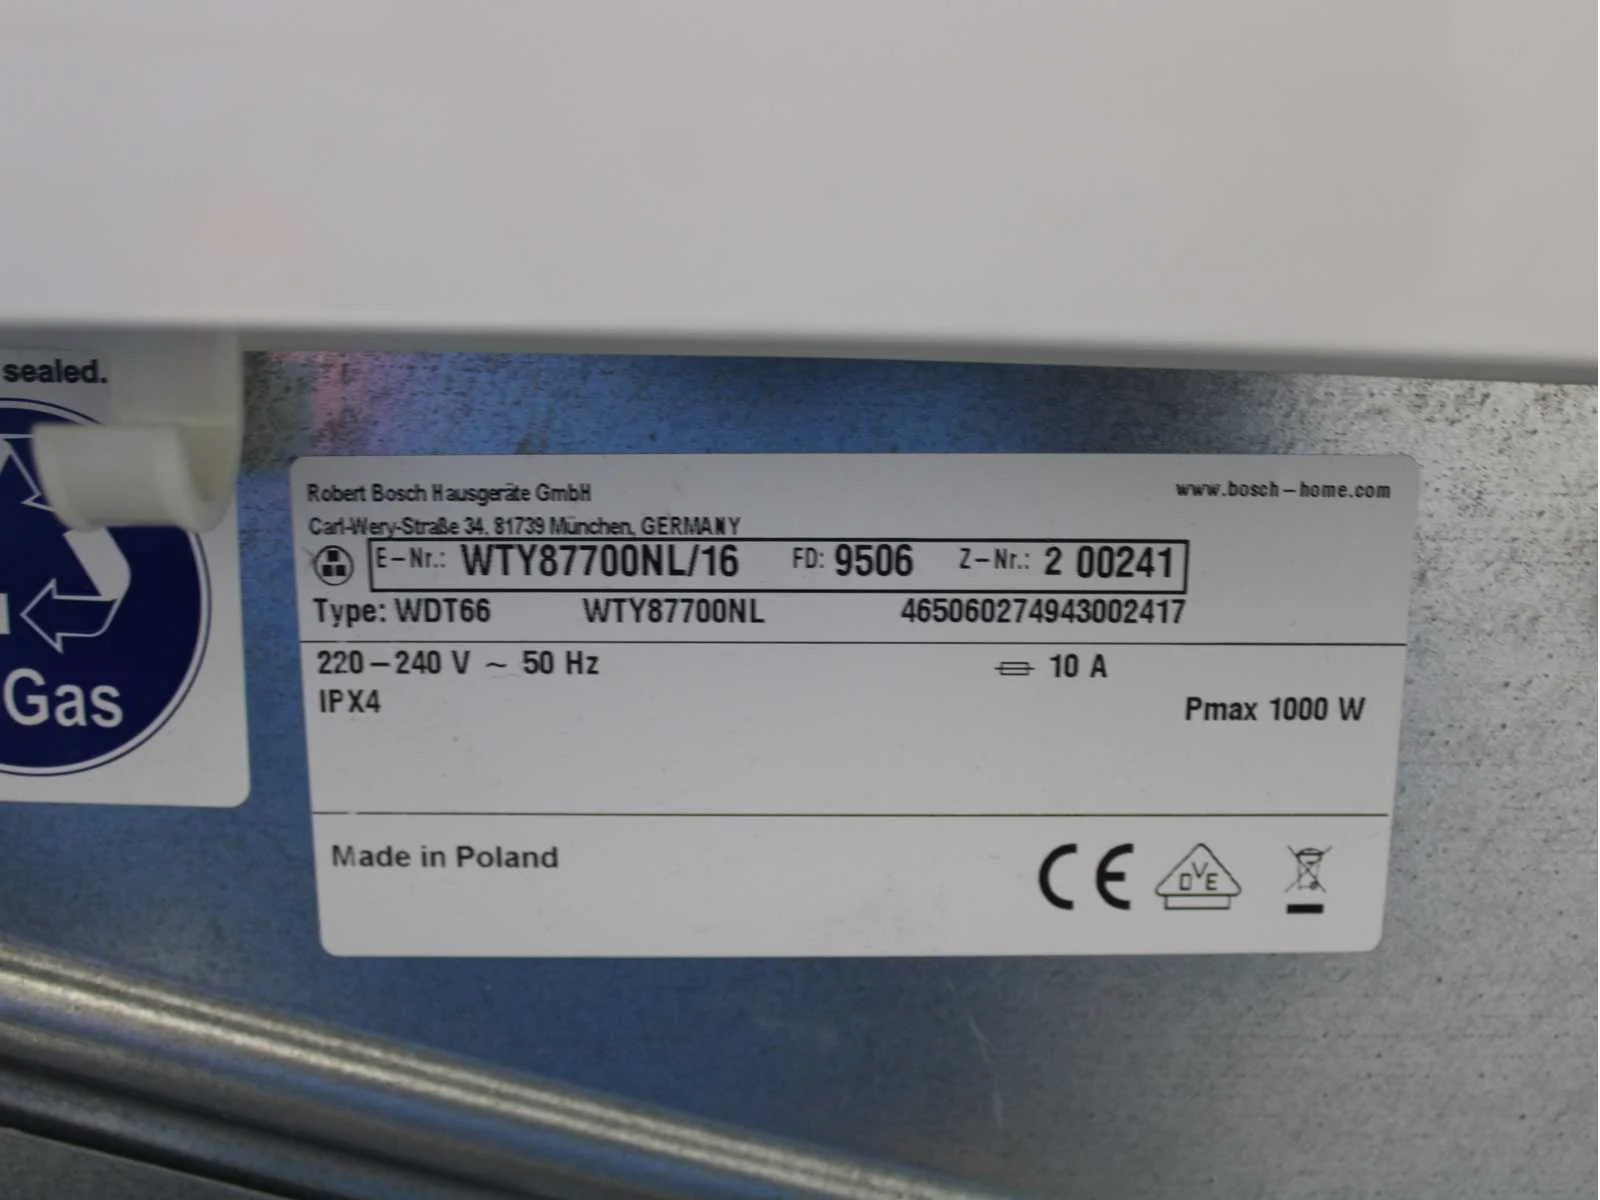 sealed.
Gas
Robert Bosch Hausgeräte GmbH
www.bosch-home.com
Carl-Wery-Straße 34, 81739 München, GERMANY
E-Nr.: WTY87700NL/16 FD: 9506 Z-Nr.: 2 00241
Type: WDT66 WTY87700NL 465060274943002417
220-240 V ~ 50 Hz 10 A
IPX4 Pmax 1000 W
Made in Poland
CE DVE